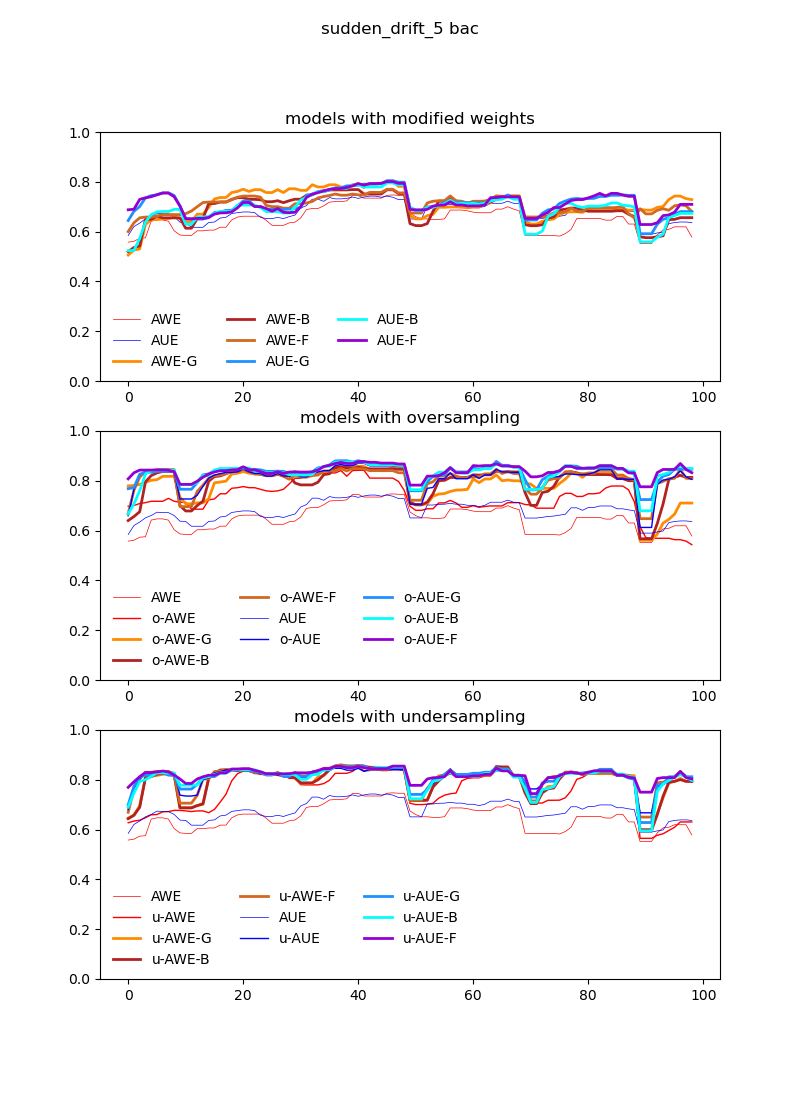 sudden_drift_5 bac
models with modified weights
1.0
0.8
0.6
0.4
0.2
0.0
AWE AWE-B AUE-B
AUE AWE-F AUE-F
AWE-G AUE-G
0 20 40 60 80 100
models with oversampling
1.0
0.8
0.6
0.4
0.2
0.0
AWE o-AWE-F o-AUE-G
o-AWE AUE o-AUE-B
o-AWE-G o-AUE o-AUE-F
o-AWE-B
0 20 40 60 80 100
models with undersampling
1.0
0.8
0.6
0.4
0.2
0.0
AWE u-AWE-F u-AUE-G
u-AWE AUE u-AUE-B
u-AWE-G u-AUE u-AUE-F
u-AWE-B
0 20 40 60 80 100